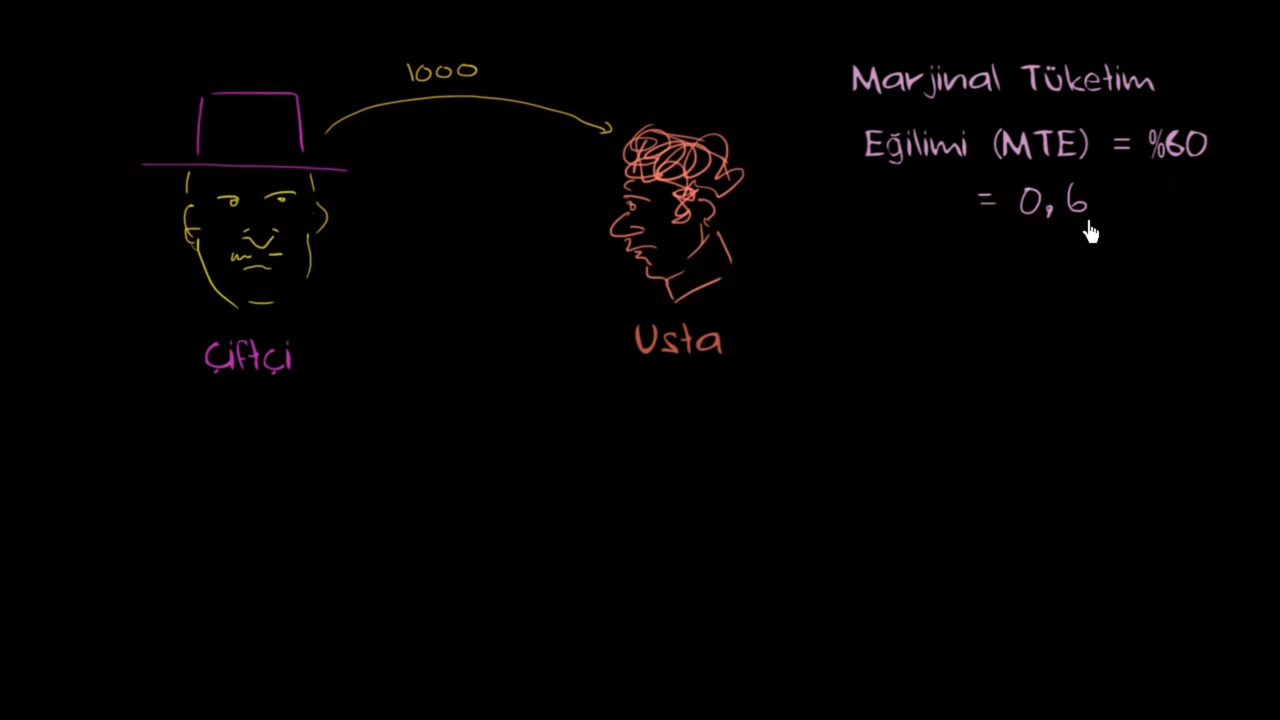 1000
Marjinal Tüketim
Eğilimi (MTE) = %60
= 0,6
Çiftçi
Usta